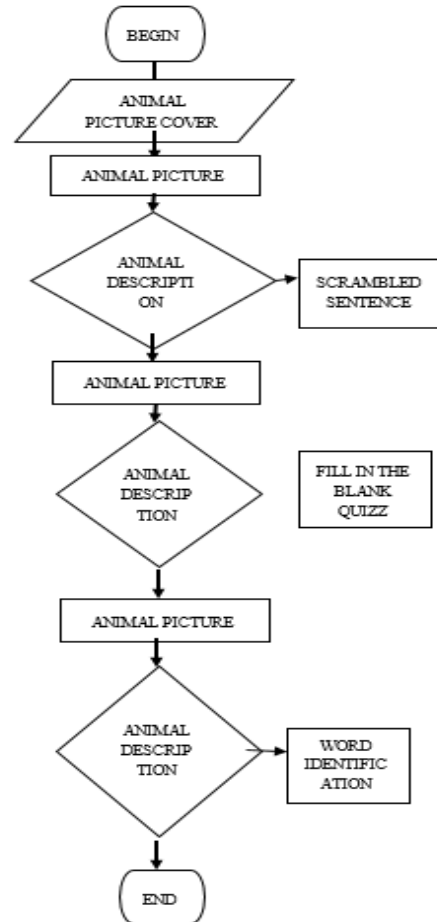 BEGIN
ANIMAL
PICTURE COVER
ANIMAL PICTURE
ANIMAL
DESCRIPTI
ON
SCRAMBLED
SENTENCE
ANIMAL PICTURE
ANIMAL
DESCRIP
TION
FILL IN THE
BLANK
QUIZZ
ANIMAL PICTURE
ANIMAL
DESCRIP
TION
WORD
IDENTIFIC
ATION
END